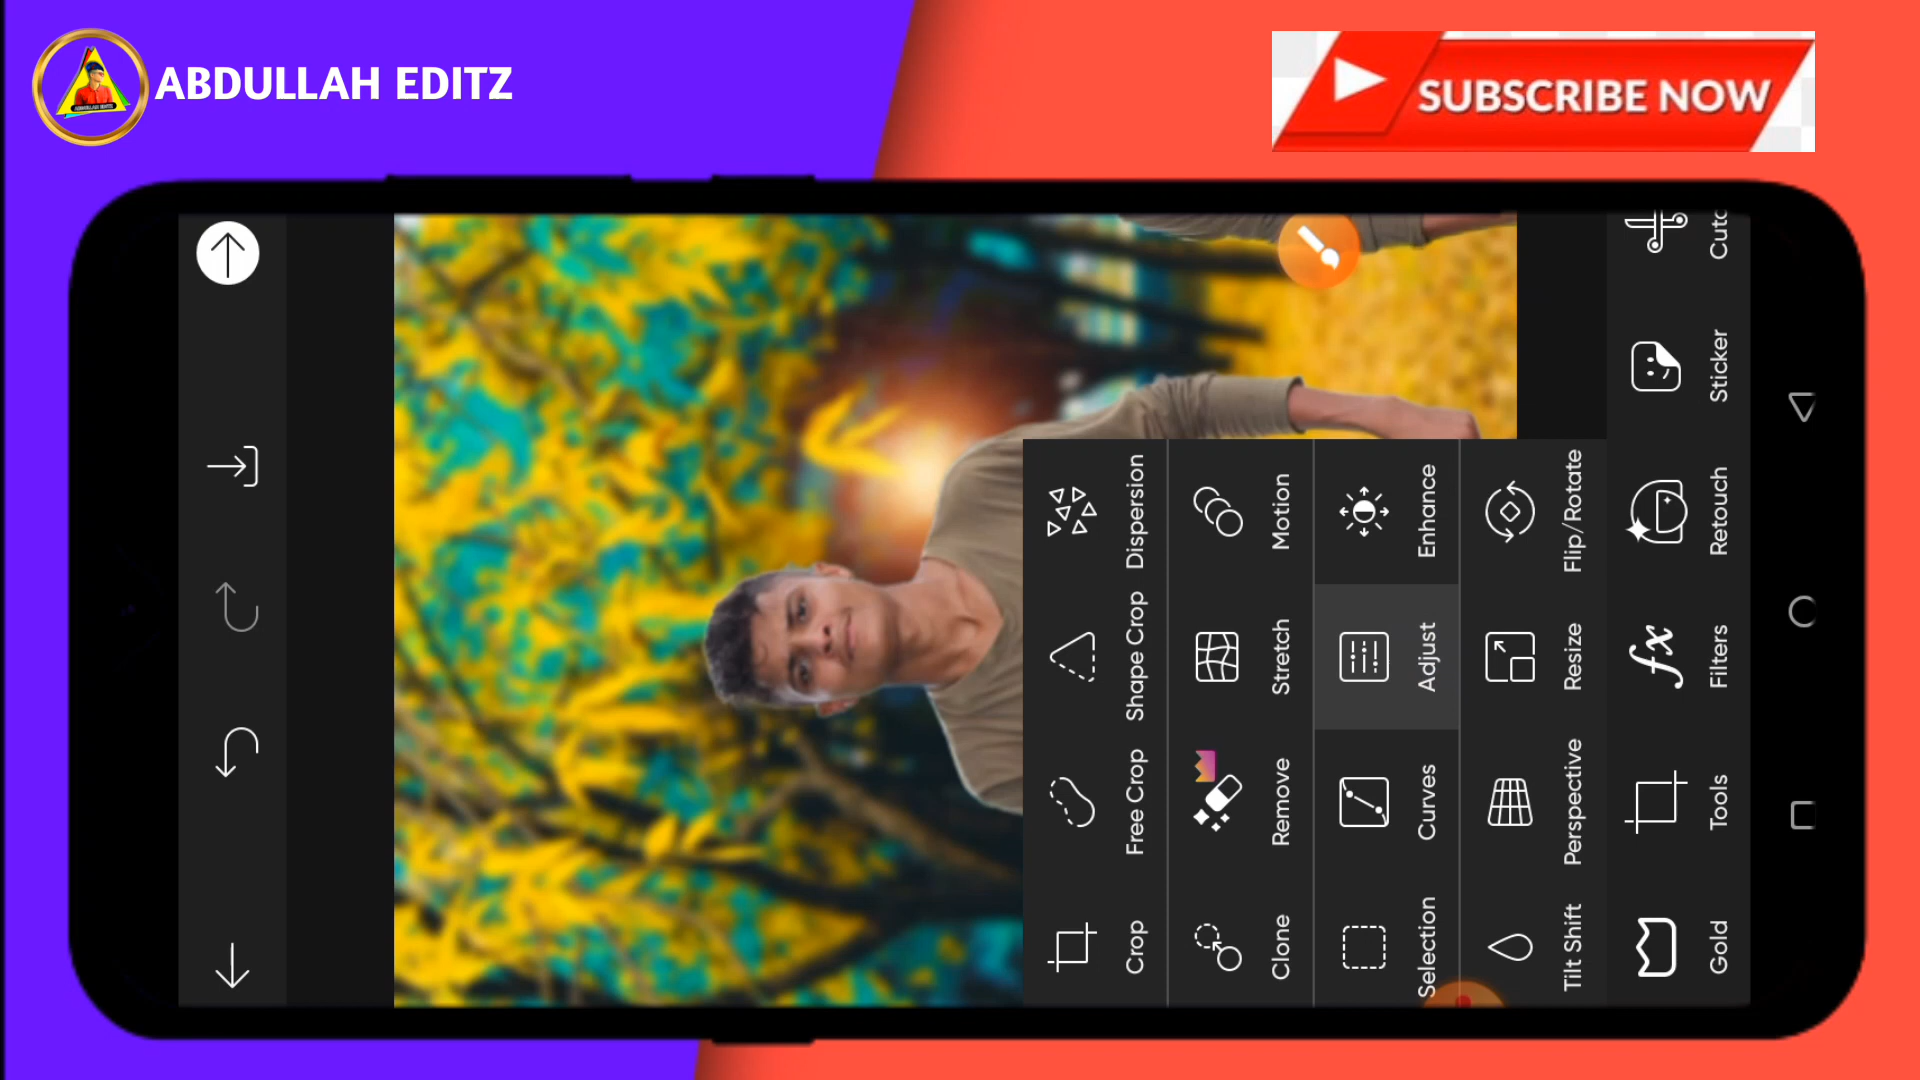 ABDULLAH EDITZ
SUBSCRIBE NOW
Crop
Free Crop
Shape Crop
Dispersion
Clone
Remove
Stretch
Motion
Selection
Curves
Adjust
Enhance
Tilt Shift
Perspective
Resize
Flip/Rotate
Gold
Tools
fx
Filters
Retouch
Sticker